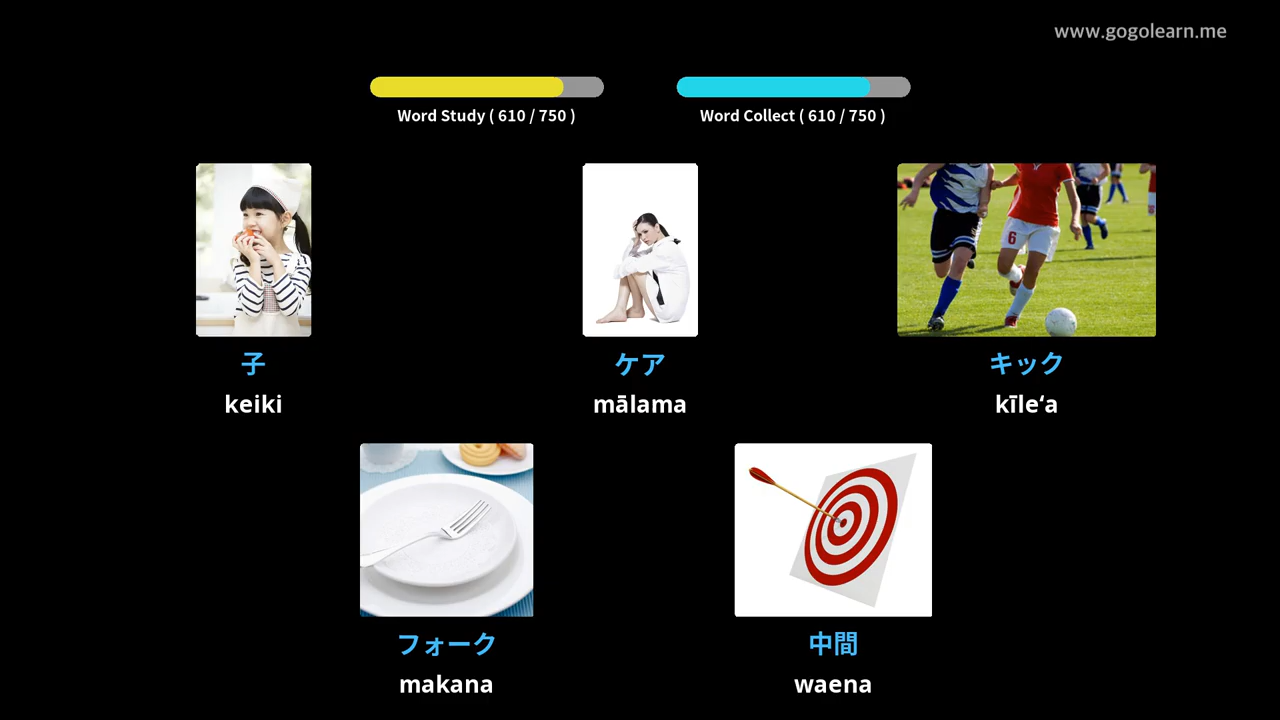 www.gogolearn.me
Word Study ( 610 / 750 )
Word Collect ( 610 / 750 )
子
ケア
キック
keiki
mālama
kīleʻa
6
フォーク
中間
makana
waena